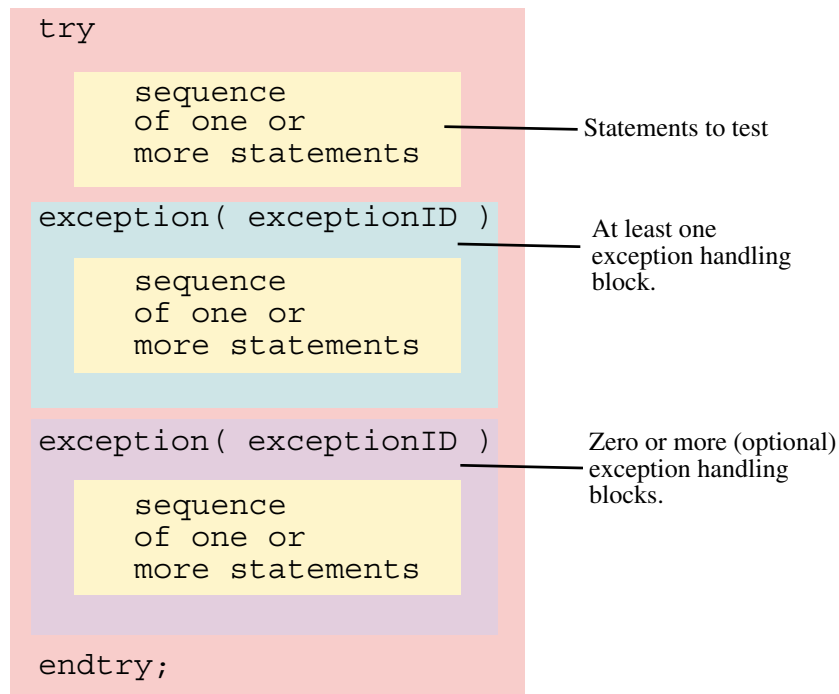 try
sequence
of one or
more statements
Statements to test
exception( exceptionID )
At least one
exception handling
block.
sequence
of one or
more statements
exception( exceptionID )
Zero or more (optional)
exception handling
blocks.
sequence
of one or
more statements
endtry;